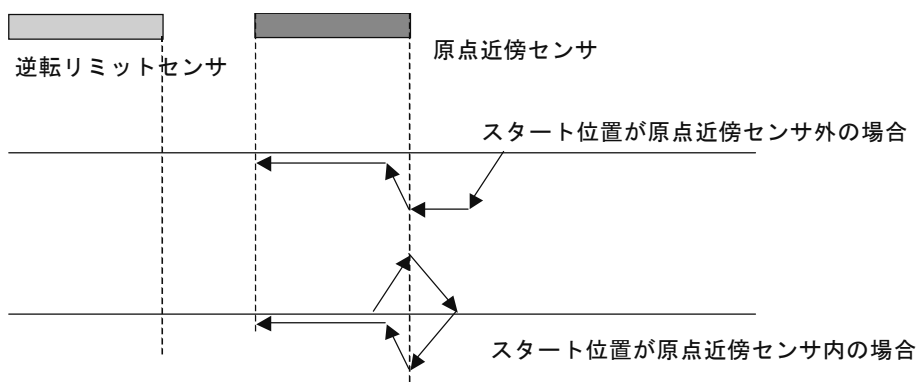 原点近傍センサ
逆転リミットセンサ
スタート位置が原点近傍センサ外の場合
スタート位置が原点近傍センサ内の場合